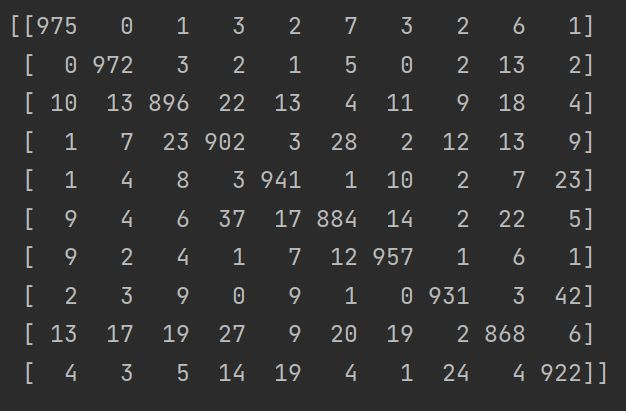 [[975 0 1 3 2 7 3 2 6 1]
[ 0 972 3 2 1 5 0 2 13 2]
[ 10 13 896 22 13 4 11 9 18 4]
[ 1 7 23 902 3 28 2 12 13 9]
[ 1 4 8 3 941 1 10 2 7 23]
[ 9 4 6 37 17 884 14 2 22 5]
[ 9 2 4 1 7 12 957 1 6 1]
[ 2 3 9 0 9 1 0 931 3 42]
[ 13 17 19 27 9 20 19 2 868 6]
[ 4 3 5 14 19 4 1 24 4 922]]